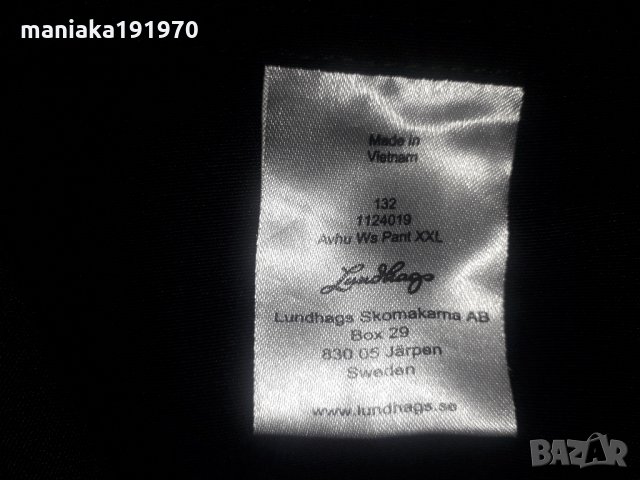 maniaka191970
Made in
Vietnam
132
1124019
Avhu Ws Pant XXL
Lundhags
Lundhags Skomakarna AB
Box 29
830 05 Järpen
Sweden
www.lundhags.se
BAZAR